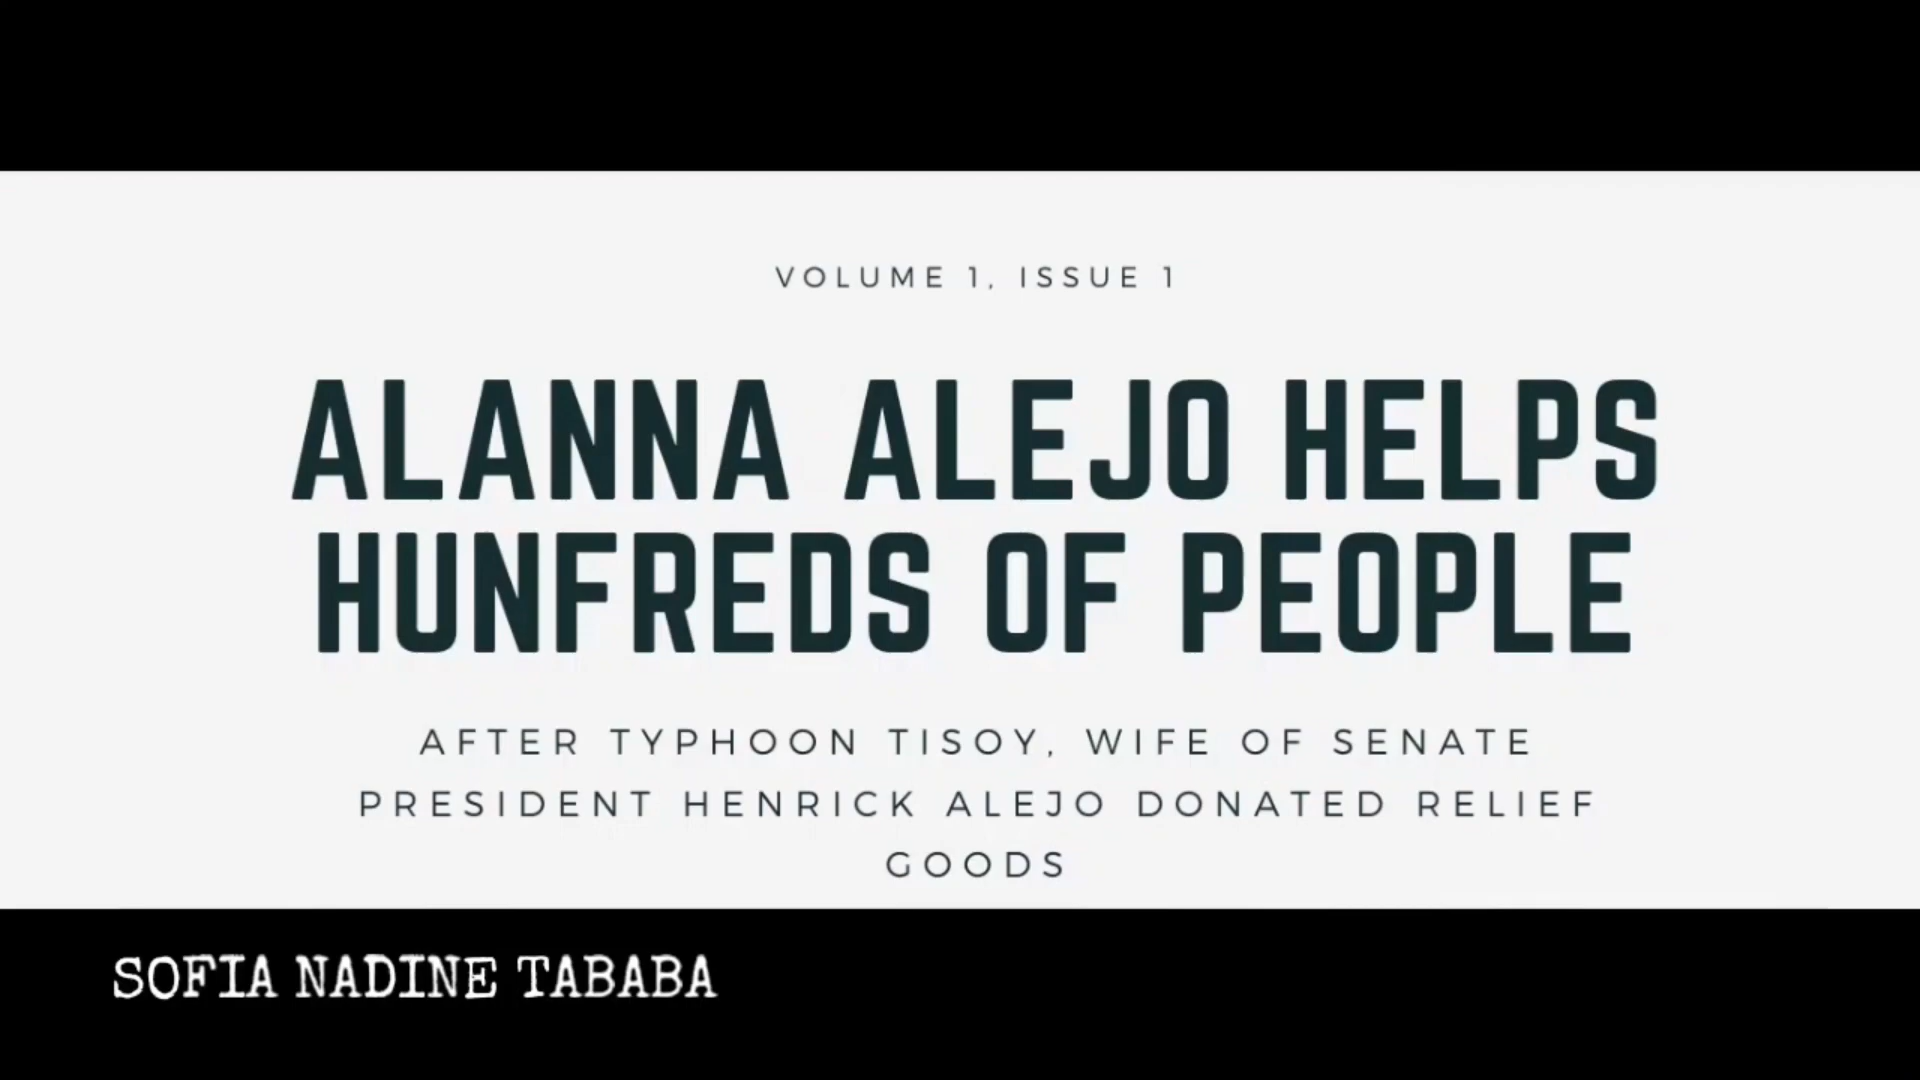 VOLUME 1, ISSUE 1
ALANNA ALEJO HELPS
HUNFREDS OF PEOPLE
AFTER TYPHOON TISOY, WIFE OF SENATE
PRESIDENT HENRICK ALEJO DONATED RELIEF
GOODS
SOFIA NADINE TABABA